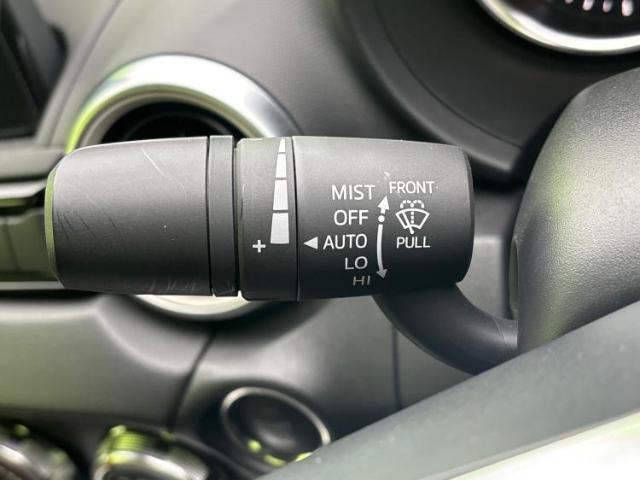 MIST FRONT
OFF
+ ◀ AUTO PULL
LO
HI